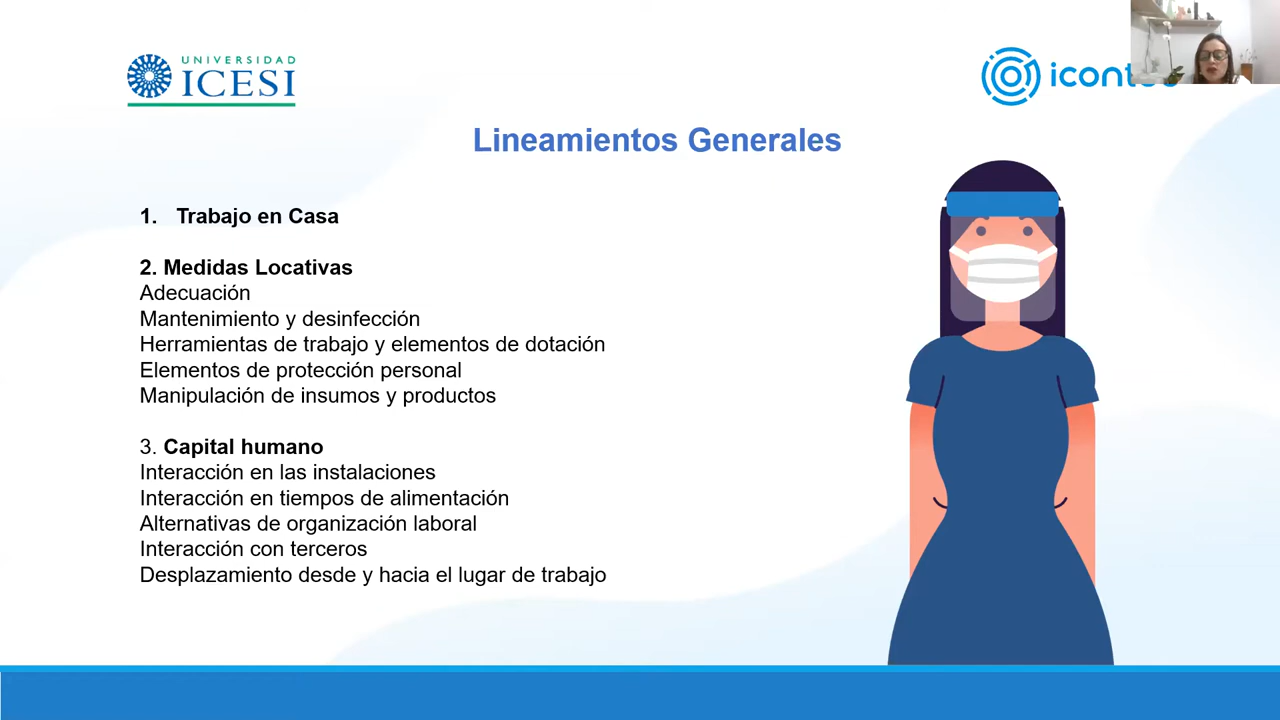 UNIVERSIDAD
ICESI
Lineamientos Generales
1. Trabajo en Casa
2. Medidas Locativas
Adecuación
Mantenimiento y desinfección
Herramientas de trabajo y elementos de dotación
Elementos de protección personal
Manipulación de insumos y productos
3. Capital humano
Interacción en las instalaciones
Interacción en tiempos de alimentación
Alternativas de organización laboral
Interacción con terceros
Desplazamiento desde y hacia el lugar de trabajo